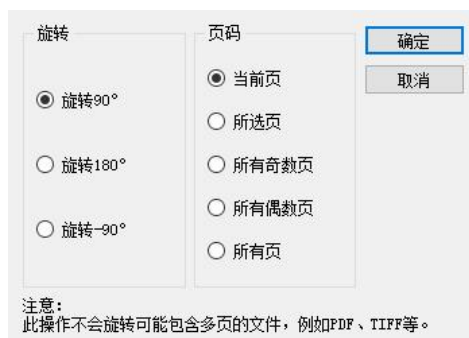 旋转
旋转90°
旋转180°
旋转-90°
页码
当前页
所选页
所有奇数页
所有偶数页
所有页
确定
取消
注意:
此操作不会旋转可能包含多页的文件，例如PDF、TIFF等。